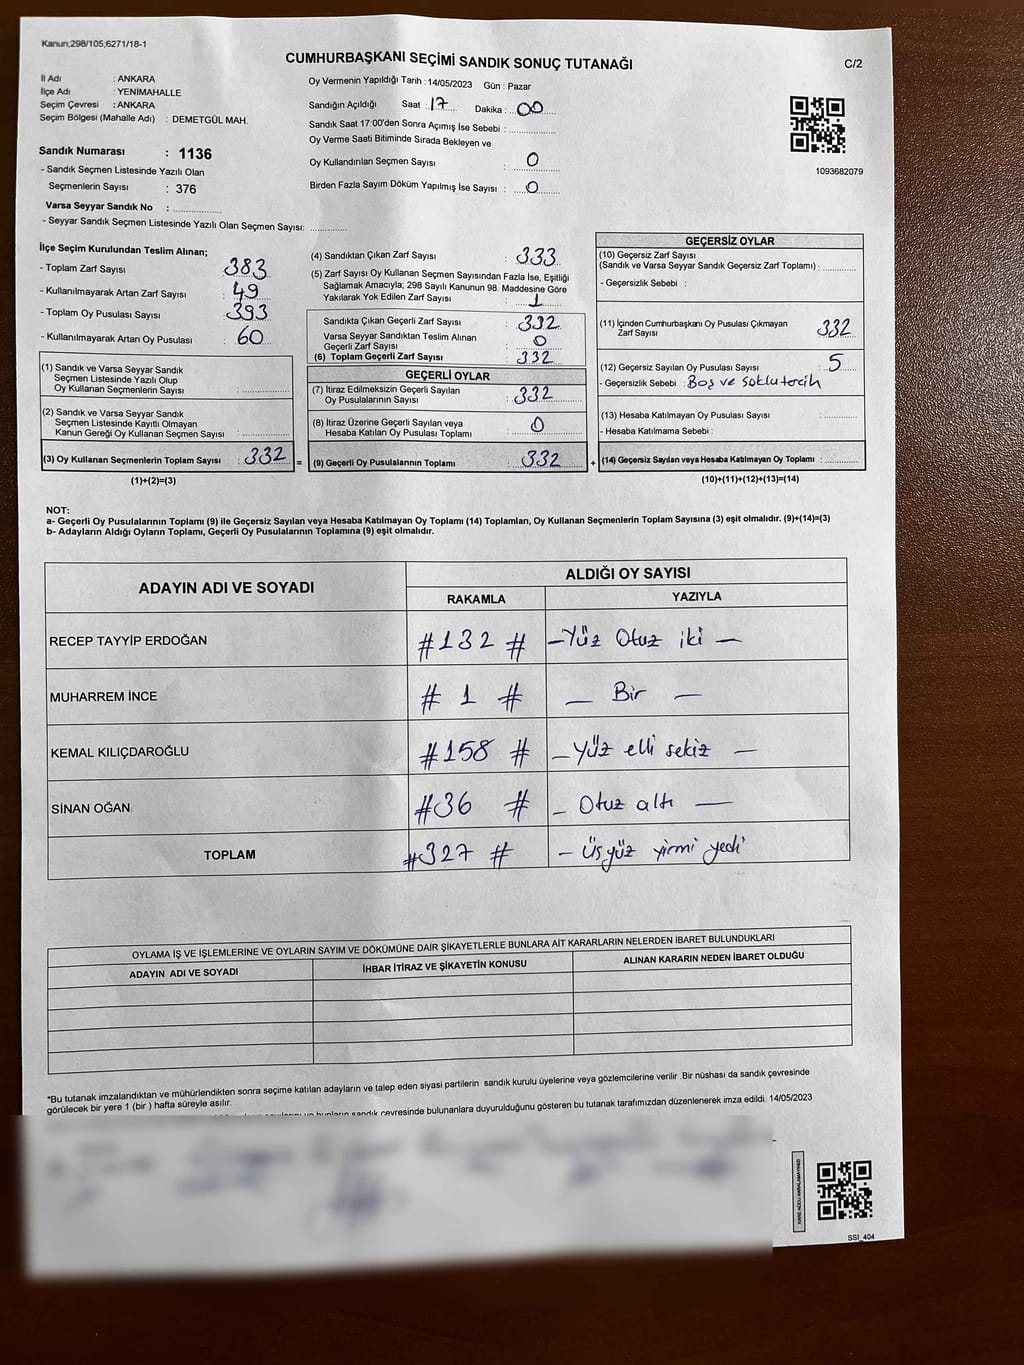 Kanun;298/105;6271/18-1
CUMHURBAŞKANI SEÇİMİ SANDIK SONUÇ TUTANAĞI
C/2
İl Adı : ANKARA
İlçe Adı : YENİMAHALLE
Seçim Çevresi : ANKARA
Seçim Bölgesi (Mahalle Adı) : DEMETGÜL MAH.
Sandık Numarası : 1136
- Sandık Seçmen Listesinde Yazılı Olan
Seçmenlerin Sayısı : 376
Varsa Seyyar Sandık No :
- Seyyar Sandık Seçmen Listesinde Yazılı Olan Seçmen Sayısı:
Oy Vermenin Yapıldığı Tarih : 14/05/2023 Gün : Pazar
Sandığın Açıldığı Saat : 17 Dakika : 00
Sandık Saat 17:00'den Sonra Açımış İse Sebebi :
Oy Verme Saati Bitiminde Sırada Bekleyen ve
Oy Kullandırılan Seçmen Sayısı : 0
Birden Fazla Sayım Döküm Yapılmış İse Sayısı : 0
1093682079
İlçe Seçim Kurulundan Teslim Alınan;
- Toplam Zarf Sayısı : 383
- Kullanılmayarak Artan Zarf Sayısı : 49
- Toplam Oy Pusulası Sayısı : 393
- Kullanılmayarak Artan Oy Pusulası : 60
(1) Sandık ve Varsa Seyyar Sandık
Seçmen Listesinde Yazılı Olup
Oy Kullanan Seçmenlerin Sayısı :
(2) Sandık ve Varsa Seyyar Sandık
Seçmen Listesinde Kayıtlı Olmayan
Kanun Gereği Oy Kullanan Seçmen Sayısı :
(3) Oy Kullanan Seçmenlerin Toplam Sayısı : 332 =
(1)+(2)=(3)
(4) Sandıktan Çıkan Zarf Sayısı : 333
(5) Zarf Sayısı Oy Kullanan Seçmen Sayısından Fazla İse, Eşitliği
Sağlamak Amacıyla; 298 Sayılı Kanunun 98. Maddesine Göre
Yakılarak Yok Edilen Zarf Sayısı : 1
Sandıkta Çıkan Geçerli Zarf Sayısı : 332
Varsa Seyyar Sandıktan Teslim Alınan
Geçerli Zarf Sayısı : 0
(6) Toplam Geçerli Zarf Sayısı : 332
GEÇERLİ OYLAR
(7) İtiraz Edilmeksizin Geçerli Sayılan
Oy Pusulalarının Sayısı : 332
(8) İtiraz Üzerine Geçerli Sayılan veya
Hesaba Katılan Oy Pusulası Toplamı : 0
(9) Geçerli Oy Pusulalarının Toplamı : 332 +
GEÇERSİZ OYLAR
(10) Geçersiz Zarf Sayısı
(Sandık ve Varsa Seyyar Sandık Geçersiz Zarf Toplamı) :
- Geçersizlik Sebebi :
(11) İçinden Cumhurbaşkanı Oy Pusulası Çıkmayan
Zarf Sayısı : 332
(12) Geçersiz Sayılan Oy Pusulası Sayısı : 5
- Geçersizlik Sebebi : Boş ve
(13) Hesaba Katılmayan Oy Pusulası Sayısı :
- Hesaba Katılmama Sebebi :
(14) Geçersiz Sayılan veya Hesaba Katılmayan Oy Toplamı :
(10)+(11)+(12)+(13)=(14)
NOT:
a- Geçerli Oy Pusulalarının Toplamı (9) ile Geçersiz Sayılan veya Hesaba Katılmayan Oy Toplamı (14) Toplamları, Oy Kullanan Seçmenlerin Toplam Sayısına (3) eşit olmalıdır. (9)+(14)=(3)
b- Adayların Aldığı Oyların Toplamı, Geçerli Oy Pusulalarının Toplamına (9) eşit olmalıdır.
ADAYIN ADI VE SOYADI
ALDIĞI OY SAYISI
RAKAMLA YAZIYLA
RECEP TAYYİP ERDOĞAN #132 # - Yüz Otuz iki -
MUHARREM İNCE # 1 # - Bir -
KEMAL KILIÇDAROĞLU #158 # - Yüz elli sekiz -
SİNAN OĞAN #36 # - Otuz altı -
TOPLAM #327 # - Üsyüz yirmi yedi
OYLAMA İŞ VE İŞLEMLERİNE VE OYLARIN SAYIM VE DÖKÜMÜNE DAİR ŞİKAYETLERLE BUNLARA AİT KARARLARIN NELERDEN İBARET BULUNDUKLARI
ADAYIN ADI VE SOYADI İHBAR İTİRAZ VE ŞİKAYETİN KONUSU ALINAN KARARIN NEDEN İBARET OLDUĞU
*Bu tutanak imzalandıktan ve mühürlendikten sonra seçime katılan adayların ve talep eden siyasi partilerin sandık kurulu üyelerine veya gözlemcilerine verilir .Bir nüshası da sandık çevresinde
görülecek bir yere 1 (bir ) hafta süreyle asılır.
ve bunların sandık çevresinde bulunanlara duyurulduğunu gösteren bu tutanak tarafımızdan düzenlenerek imza edildi. 14/05/2023
SSI_404